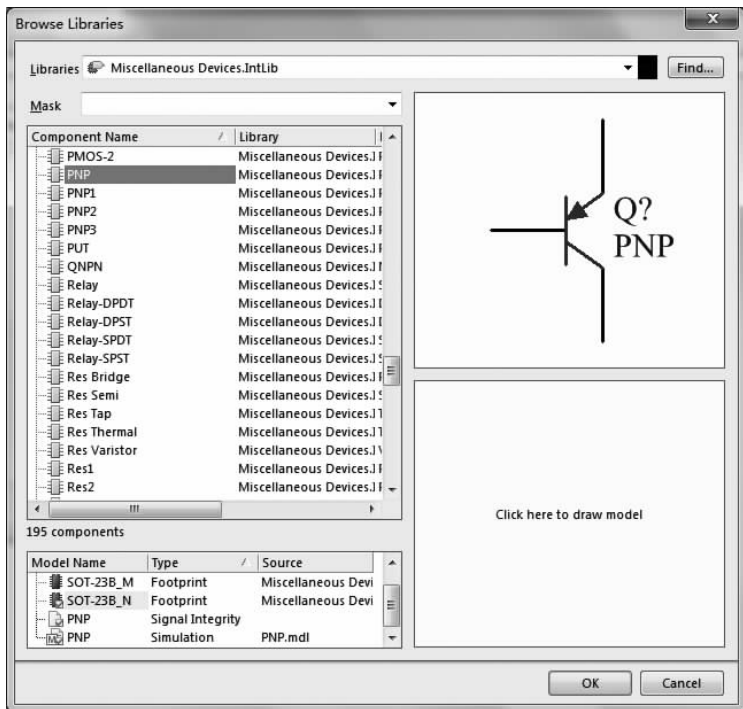 Browse Libraries
Libraries Miscellaneous Devices.IntLib Find...
Mask
Component Name Library
PMOS-2 Miscellaneous Devices.I
PNP Miscellaneous Devices.I
PNP1 Miscellaneous Devices.I
PNP2 Miscellaneous Devices.I
PNP3 Miscellaneous Devices.I
PUT Miscellaneous Devices.I
QNPN Miscellaneous Devices.I
Relay Miscellaneous Devices.I
Relay-DPDT Miscellaneous Devices.I
Relay-DPST Miscellaneous Devices.I
Relay-SPDT Miscellaneous Devices.I
Relay-SPST Miscellaneous Devices.I
Res Bridge Miscellaneous Devices.I
Res Semi Miscellaneous Devices.I
Res Tap Miscellaneous Devices.I
Res Thermal Miscellaneous Devices.I
Res Varistor Miscellaneous Devices.I
Res1 Miscellaneous Devices.I
Res2 Miscellaneous Devices.I
195 components
Q?
PNP
Model Name Type Source
SOT-23B_M Footprint Miscellaneous Devi
SOT-23B_N Footprint Miscellaneous Devi
PNP Signal Integrity
PNP Simulation PNP.mdl
Click here to draw model
OK Cancel